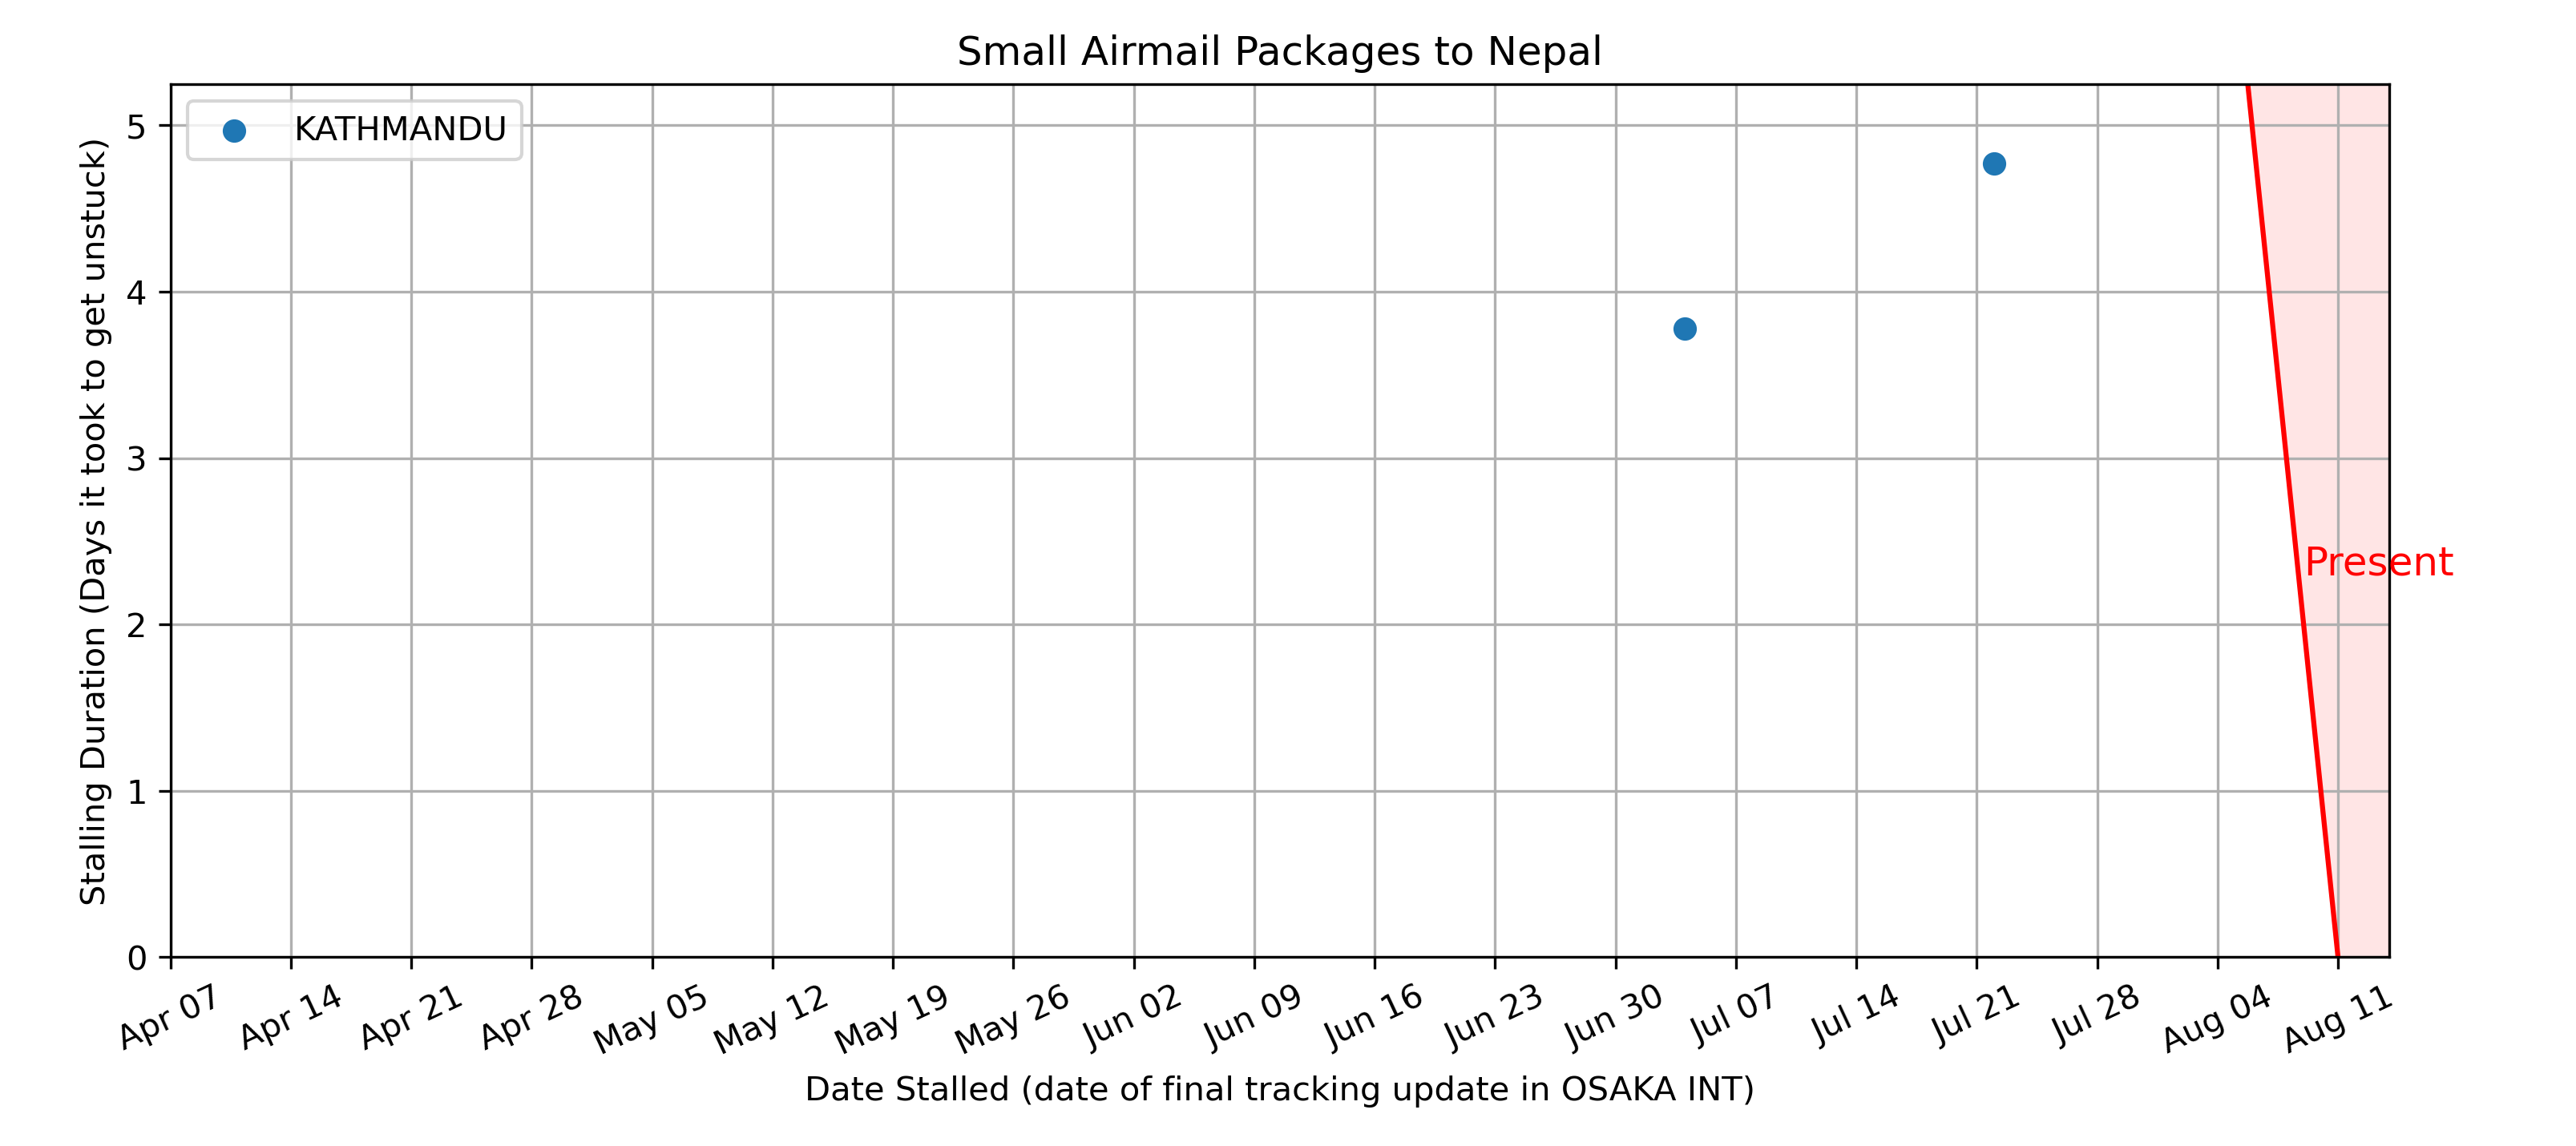 Small Airmail Packages to Nepal
KATHMANDU
Stalling Duration (Days it took to get unstuck)
5
4
3
2
1
0
Present
Apr 07 Apr 14 Apr 21 Apr 28 May 05 May 12 May 19 May 26 Jun 02 Jun 09 Jun 16 Jun 23 Jun 30 Jul 07 Jul 14 Jul 21 Jul 28 Aug 04 Aug 11
Date Stalled (date of final tracking update in OSAKA INT)